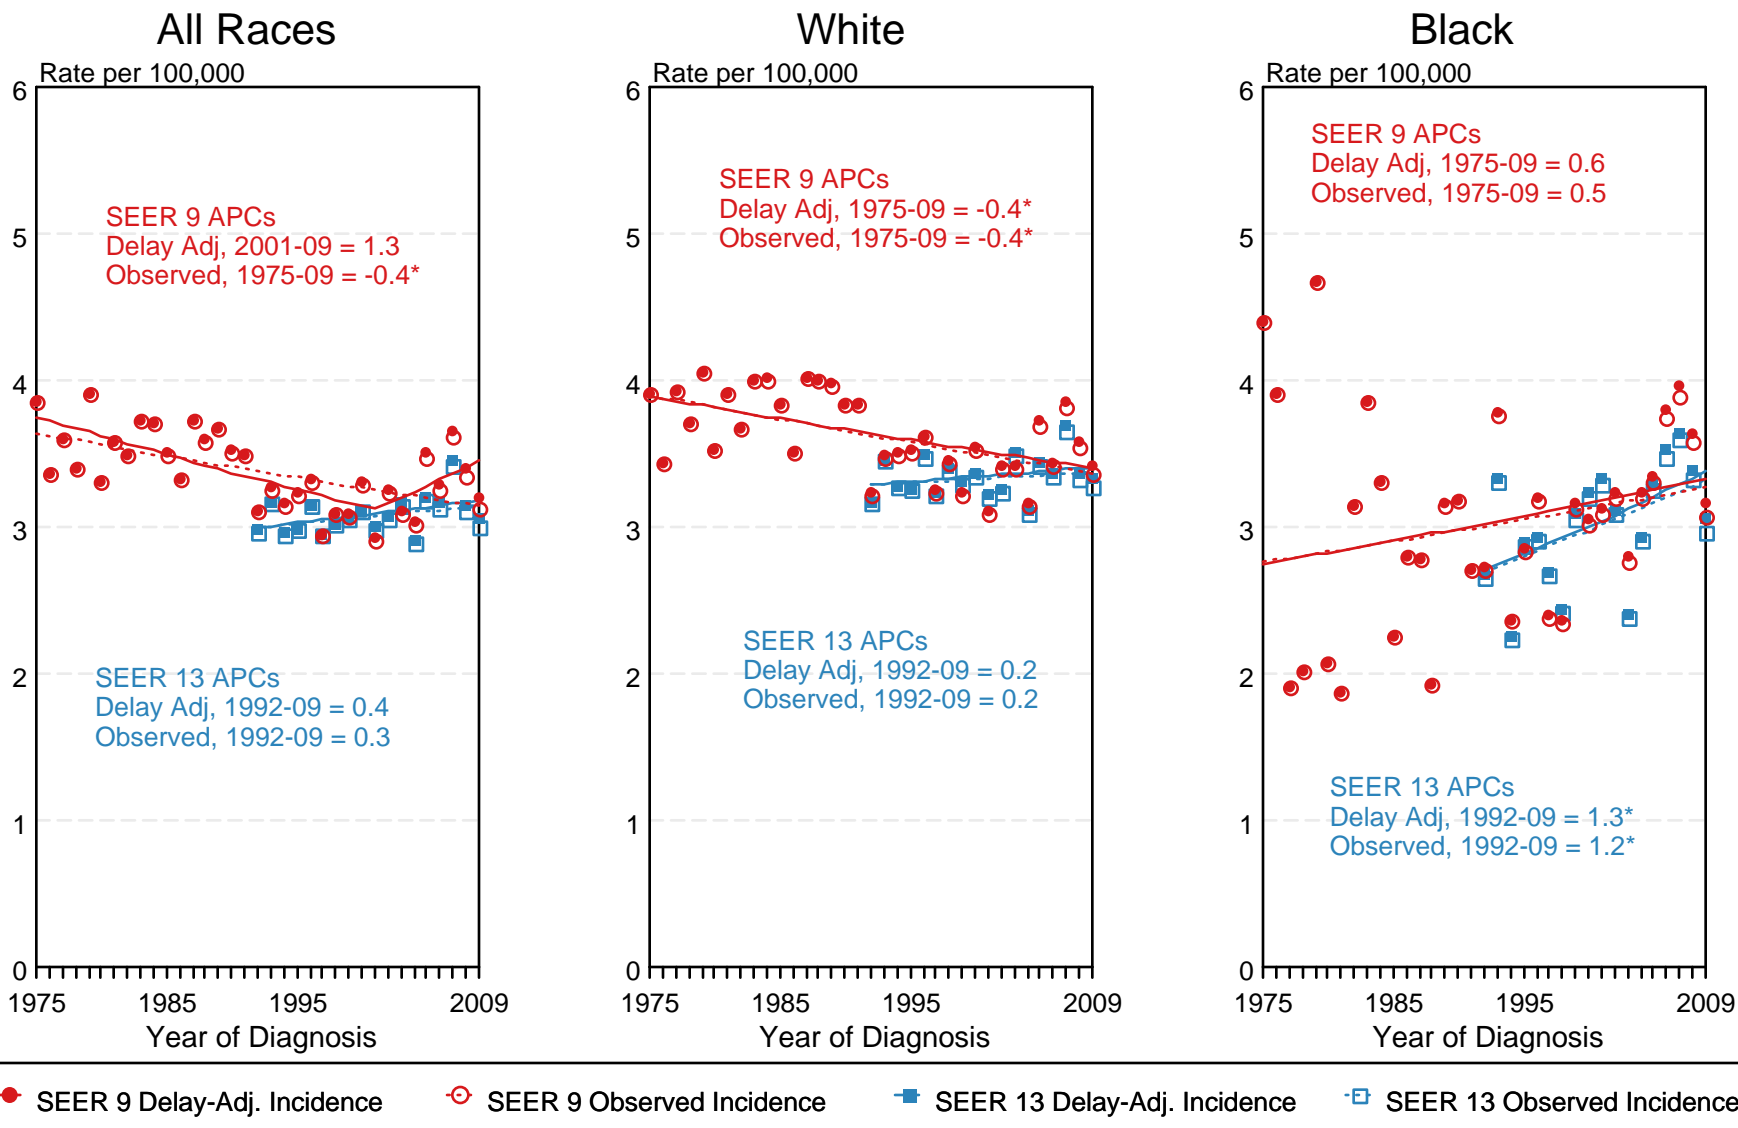 All Races
White
Black
Rate per 100,000
Rate per 100,000
Rate per 100,000
6
5
4
3
2
1
0
SEER 9 APCs
Delay Adj, 2001-09 = 1.3
Observed, 1975-09 = -0.4*
SEER 13 APCs
Delay Adj, 1992-09 = 0.4
Observed, 1992-09 = 0.3
1975
1985
1995
2009
Year of Diagnosis
6
5
4
3
2
1
0
SEER 9 APCs
Delay Adj, 1975-09 = -0.4*
Observed, 1975-09 = -0.4*
SEER 13 APCs
Delay Adj, 1992-09 = 0.2
Observed, 1992-09 = 0.2
1975
1985
1995
2009
Year of Diagnosis
6
5
4
3
2
1
0
SEER 9 APCs
Delay Adj, 1975-09 = 0.6
Observed, 1975-09 = 0.5
SEER 13 APCs
Delay Adj, 1992-09 = 1.3*
Observed, 1992-09 = 1.2*
1975
1985
1995
2009
Year of Diagnosis
SEER 9 Delay-Adj. Incidence
SEER 9 Observed Incidence
SEER 13 Delay-Adj. Incidence
SEER 13 Observed Incidence